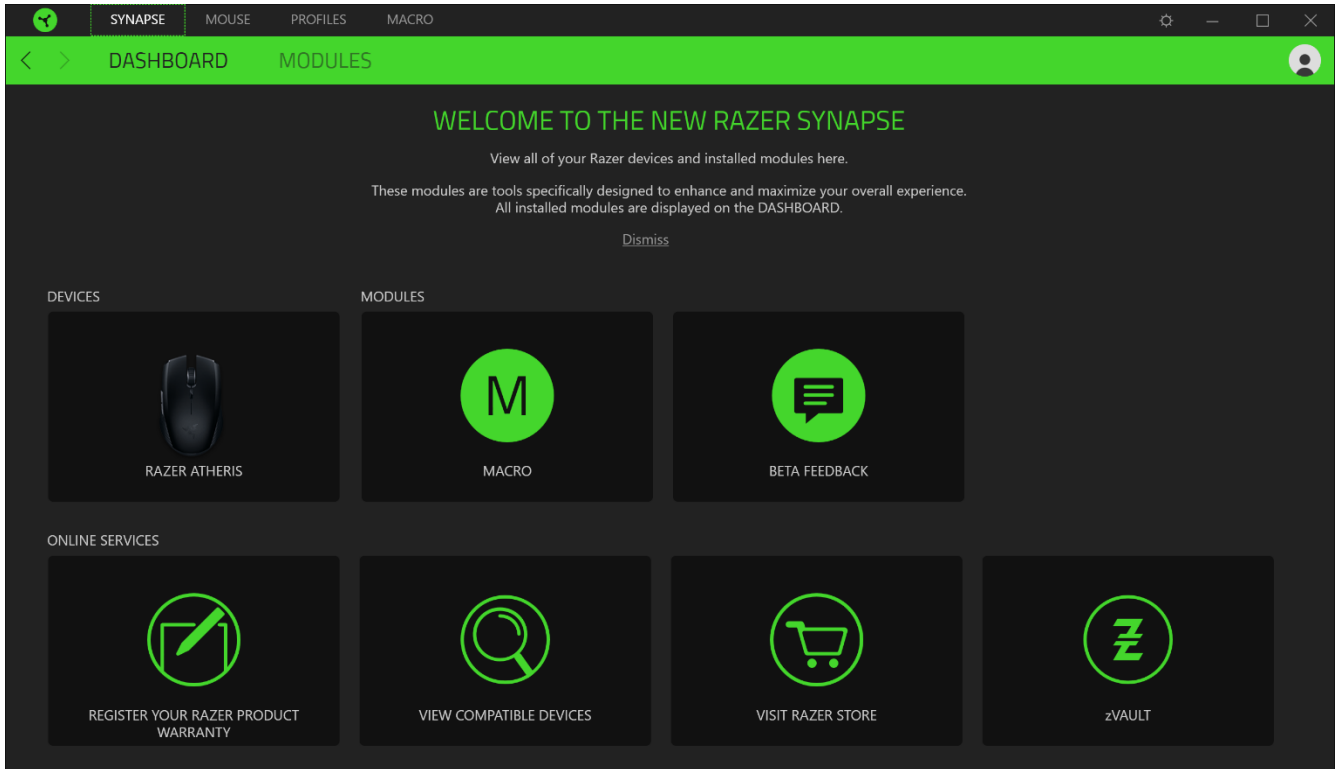 SYNAPSE MOUSE PROFILES MACRO
DASHBOARD MODULES
WELCOME TO THE NEW RAZER SYNAPSE
View all of your Razer devices and installed modules here.
These modules are tools specifically designed to enhance and maximize your overall experience.
All installed modules are displayed on the DASHBOARD.
Dismiss
DEVICES MODULES
M
RAZER ATHERIS MACRO BETA FEEDBACK
ONLINE SERVICES
REGISTER YOUR RAZER PRODUCT
WARRANTY
VIEW COMPATIBLE DEVICES
VISIT RAZER STORE
zVAULT